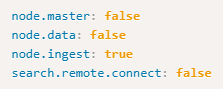 node.master: false
node.data: false
node.ingest: true
search.remote.connect: false